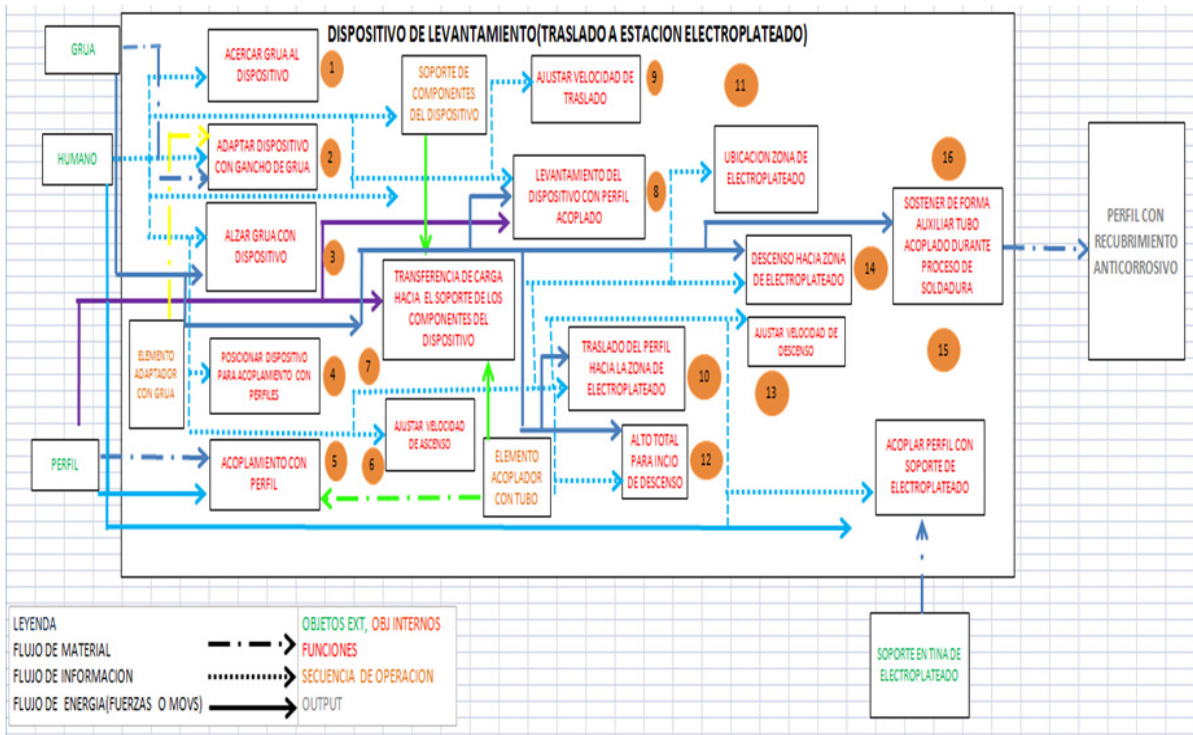 DISPOSITIVO DE LEVANTAMIENTO(TRASLADO A ESTACION ELECTROPLATEADO)
GRUA
HUMANO
PERFIL
ACERCAR GRUA AL
DISPOSITIVO
1
ADAPTAR DISPOSITIVO
CON GANCHO DE GRUA
2
ALZAR GRUA CON
DISPOSITIVO
3
ELEMENTO
ADAPTADOR
CON GRUA
POSICIONAR DISPOSITIVO
PARA ACOPLAMIENTO CON
PERFILES
4
ACOPLAMIENTO CON
PERFIL
5
AJUSTAR VELOCIDAD
DE ASCENSO
6
SOPORTE DE
COMPONENTES
DEL DISPOSITIVO
TRANSFERENCIA DE CARGA
HACIA EL SOPORTE DE LOS
COMPONENTES DEL
DISPOSITIVO
7
ELEMENTO
ACOPLADOR
CON TUBO
LEVANTAMIENTO DEL
DISPOSITIVO CON PERFIL
ACOPLADO
8
AJUSTAR VELOCIDAD DE
TRASLADO
9
TRASLADO DEL PERFIL
HACIA LA ZONA DE
ELECTROPLATEADO
10
UBICACION ZONA DE
ELECTROPLATEADO
11
ALTO TOTAL
PARA INCIO
DE DESCENSO
12
AJUSTAR VELOCIDAD DE
DESCENSO
13
DESCENSO HACIA ZONA
DE ELECTROPLATEADO
14
ACOPLAR PERFIL CON
SOPORTE DE
ELECTROPLATEADO
15
SOSTENER DE FORMA
AUXILIAR TUBO
ACOPLADO DURANTE
PROCESO DE
SOLDADURA
16
PERFIL CON
RECUBRIMIENTO
ANTICORROSIVO
SOPORTE EN TINA DE
ELECTROPLATEADO
LEYENDA
FLUJO DE MATERIAL
FLUJO DE INFORMACION
FLUJO DE ENERGIA(FUERZAS O MOVS)
OBJETOS EXT, OBJ INTERNOS
FUNCIONES
SECUENCIA DE OPERACION
OUTPUT